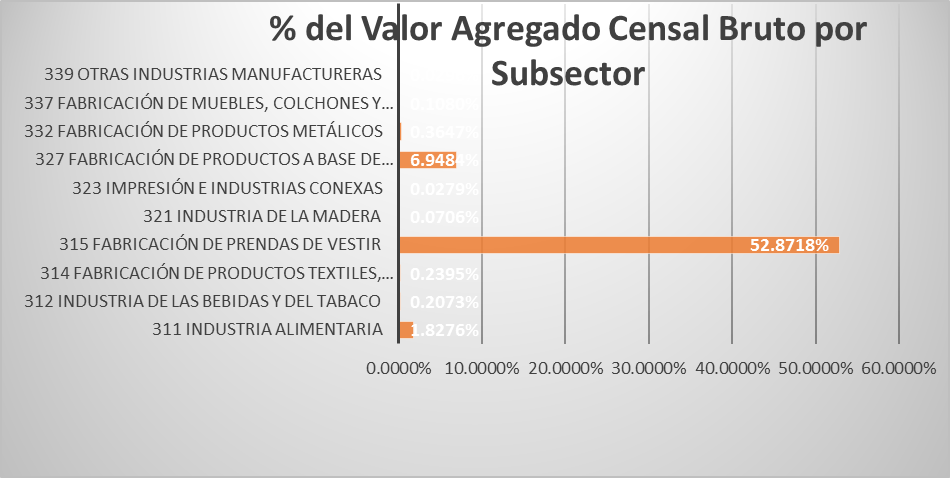 % del Valor Agregado Censal Bruto por
Subsector
339 OTRAS INDUSTRIAS MANUFACTURERAS
337 FABRICACIÓN DE MUEBLES, COLCHONES Y…
332 FABRICACIÓN DE PRODUCTOS METÁLICOS 0.3647%
327 FABRICACIÓN DE PRODUCTOS A BASE DE… 6.9484%
323 IMPRESIÓN E INDUSTRIAS CONEXAS 0.0279%
321 INDUSTRIA DE LA MADERA 0.0706%
315 FABRICACIÓN DE PRENDAS DE VESTIR 52.8718%
314 FABRICACIÓN DE PRODUCTOS TEXTILES,… 0.2395%
312 INDUSTRIA DE LAS BEBIDAS Y DEL TABACO 0.2073%
311 INDUSTRIA ALIMENTARIA 1.8276%
0.0000% 10.0000% 20.0000% 30.0000% 40.0000% 50.0000% 60.0000%